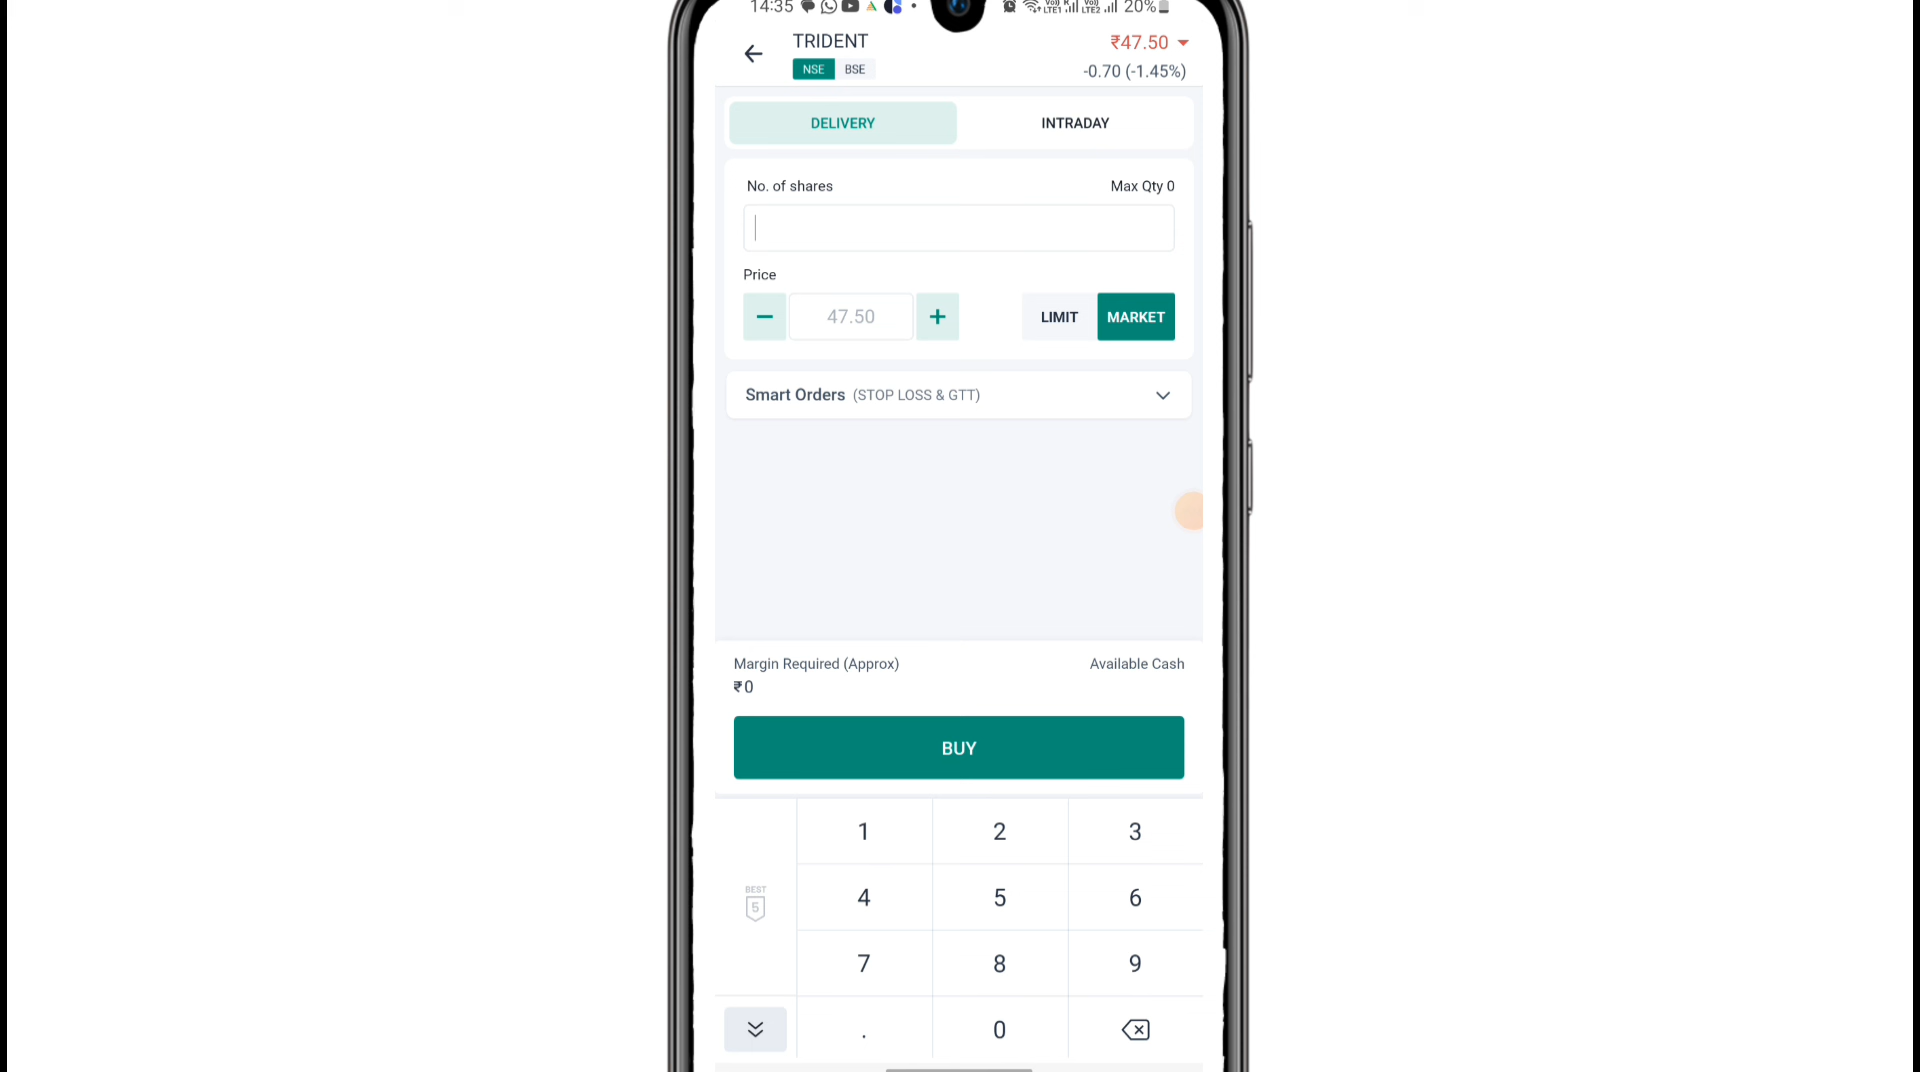 14:35 20%
TRIDENT ₹47.50
NSE BSE -0.70 (-1.45%)
DELIVERY INTRADAY
No. of shares Max Qty 0
Price
47.50 LIMIT MARKET
Smart Orders (STOP LOSS & GTT)
Margin Required (Approx) Available Cash
₹0
BUY
1 2 3
4 5 6
BEST
5
7 8 9
. 0